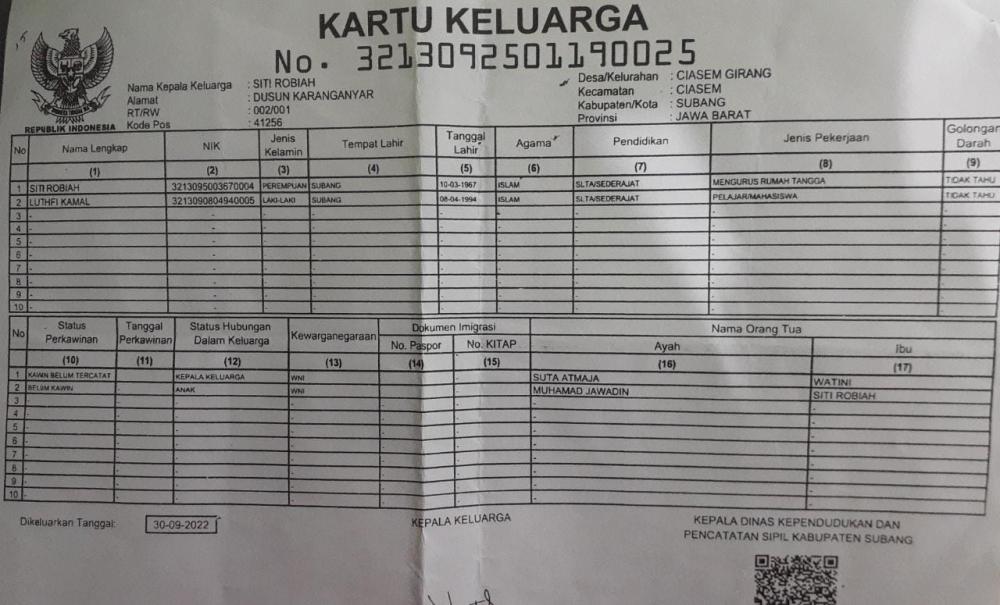 KARTU KELUARGA
No. 3213092501190025
REPUBLIK INDONESIA
Nama Kepala Keluarga : SITI ROBIAH
Alamat : DUSUN KARANGANYAR
RT/RW : 002/001
Kode Pos : 41256
Desa/Kelurahan : CIASEM GIRANG
Kecamatan : CIASEM
Kabupaten/Kota : SUBANG
Provinsi : JAWA BARAT
No Nama Lengkap NIK Jenis Kelamin Tempat Lahir Tanggal Lahir Agama Pendidikan Jenis Pekerjaan Golongan Darah
(1) (2) (3) (4) (5) (6) (7) (8) (9)
1 SITI ROBIAH 3213095003670004 PEREMPUAN SUBANG 10-03-1967 ISLAM SLTA/SEDERAJAT MENGURUS RUMAH TANGGA TIDAK TAHU
2 LUTHFI KAMAL 3213090804940005 LAKI-LAKI SUBANG 08-04-1994 ISLAM SLTA/SEDERAJAT PELAJAR/MAHASISWA TIDAK TAHU
3 - - - - - - - - -
4 - - - - - - - - -
5 - - - - - - - - -
6 - - - - - - - - -
7 - - - - - - - - -
8 - - - - - - - - -
9 - - - - - - - - -
10 - - - - - - - - -
No Status Perkawinan Tanggal Perkawinan Status Hubungan Dalam Keluarga Kewarganegaraan Dokumen Imigrasi Nama Orang Tua
No. Paspor No. KITAP Ayah Ibu
(10) (11) (12) (13) (14) (15) (16) (17)
1 KAWIN BELUM TERCATAT KEPALA KELUARGA WNI SUTA ATMAJA WATINI
2 BELUM KAWIN ANAK WNI MUHAMAD JAWADIN SITI ROBIAH
3 - - - - - - - -
4 - - - - - - - -
5 - - - - - - - -
6 - - - - - - - -
7 - - - - - - - -
8 - - - - - - - -
9 - - - - - - - -
10 - - - - - - - -
Dikeluarkan Tanggal: 30-09-2022
KEPALA KELUARGA
KEPALA DINAS KEPENDUDUKAN DAN
PENCATATAN SIPIL KABUPATEN SUBANG